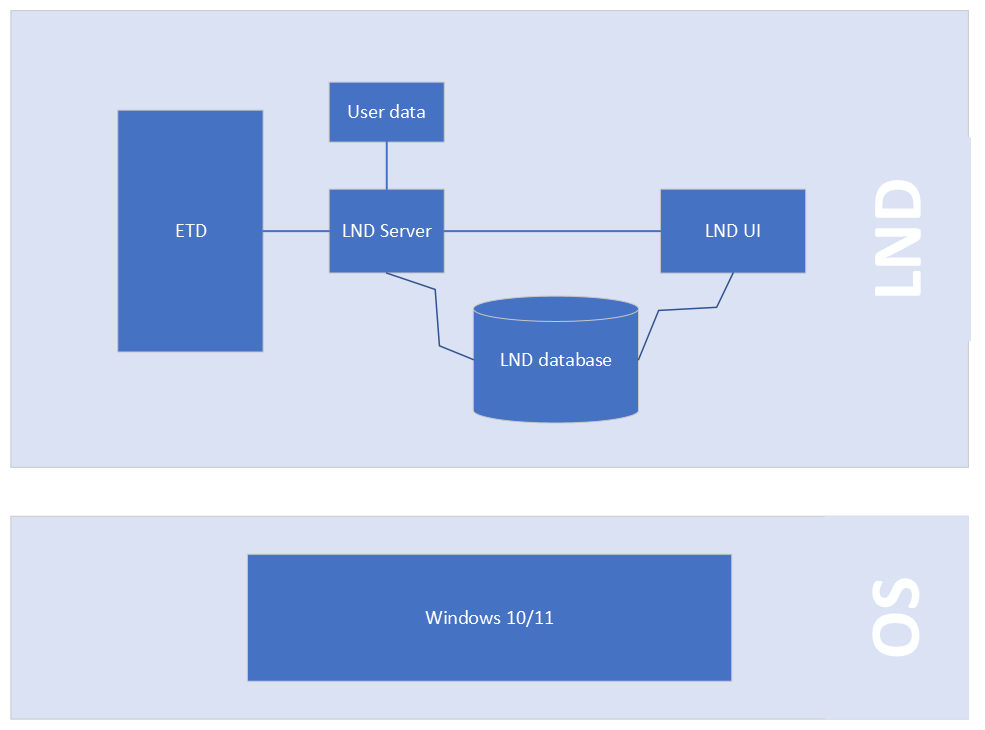 User data
ETD
LND Server
LND UI
LND
LND database
Windows 10/11
OS